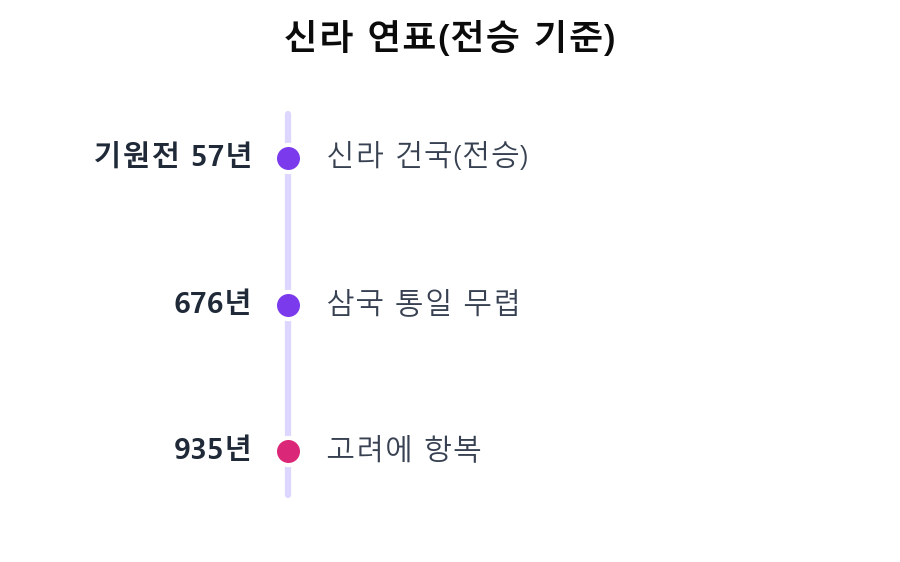 신라 연표(전승 기준)
기원전 57년 신라 건국(전승)
676년 삼국 통일 무렵
935년 고려에 항복